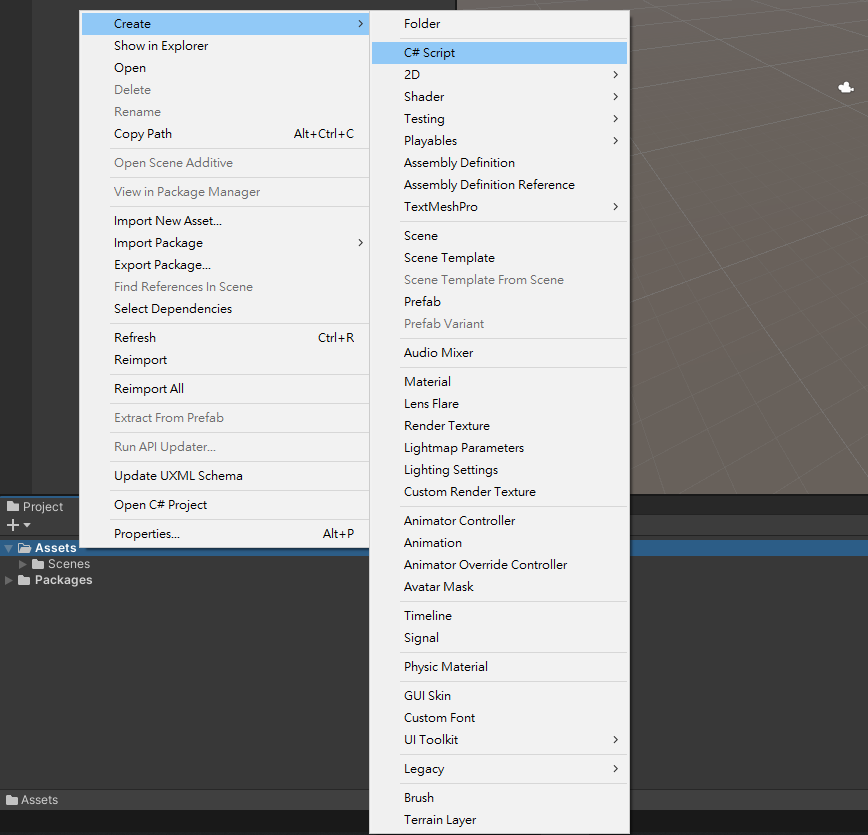 Create
Show in Explorer
Open
Delete
Rename
Copy Path Alt+Ctrl+C
Open Scene Additive
View in Package Manager
Import New Asset...
Import Package
Export Package...
Find References In Scene
Select Dependencies
Refresh Ctrl+R
Reimport
Reimport All
Extract From Prefab
Run API Updater...
Update UXML Schema
Open C# Project
Properties... Alt+P
Folder
C# Script
2D
Shader
Testing
Playables
Assembly Definition
Assembly Definition Reference
TextMeshPro
Scene
Scene Template
Scene Template From Scene
Prefab
Prefab Variant
Audio Mixer
Material
Lens Flare
Render Texture
Lightmap Parameters
Lighting Settings
Custom Render Texture
Animator Controller
Animation
Animator Override Controller
Avatar Mask
Timeline
Signal
Physic Material
GUI Skin
Custom Font
UI Toolkit
Legacy
Brush
Terrain Layer
Project
Assets
Scenes
Packages
Assets